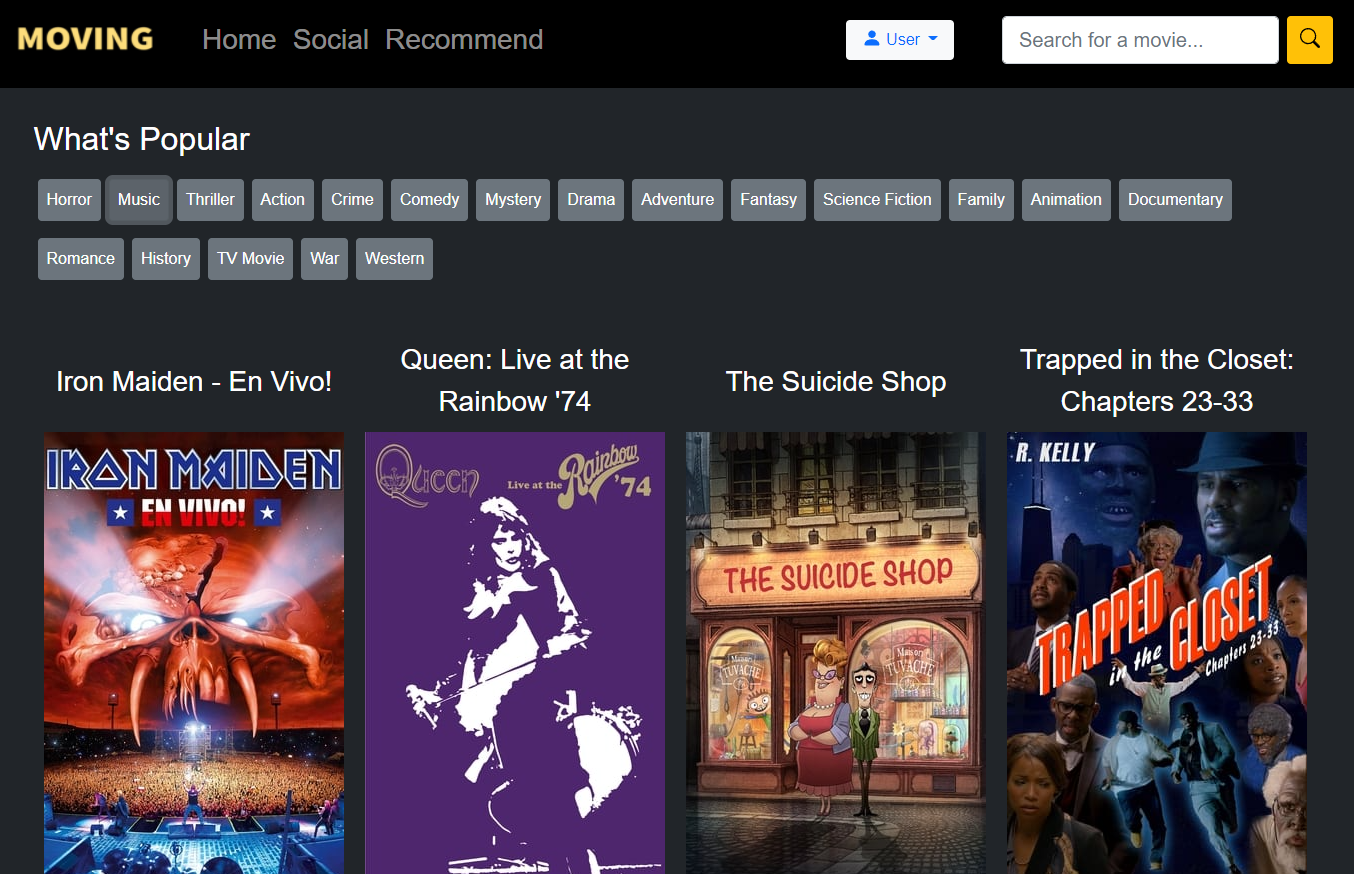 MOVING Home Social Recommend User Search for a movie...
What's Popular
Horror Music Thriller Action Crime Comedy Mystery Drama Adventure Fantasy Science Fiction Family Animation Documentary
Romance History TV Movie War Western
Iron Maiden - En Vivo!
Queen: Live at the
Rainbow '74
The Suicide Shop
Trapped in the Closet:
Chapters 23-33
IRON MAIDEN
EN VIVO!
Queen
Live at the Rainbow '74
THE SUICIDE SHOP
Maison
TUVACHE
Maison
TUVACHE
R. KELLY
TRAPPED
in the CLOSET
Chapters 23-33